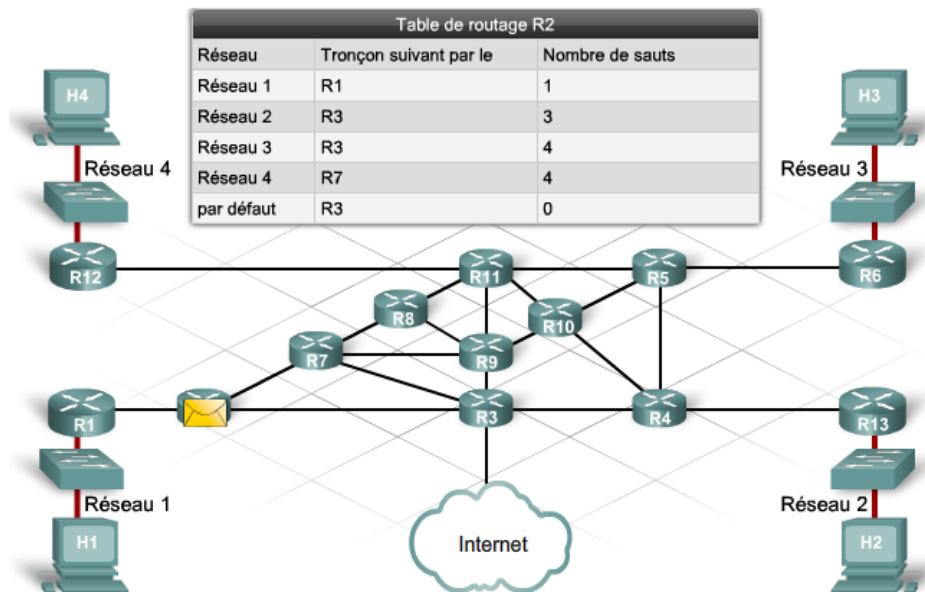 Table de routage R2
Réseau Tronçon suivant par le Nombre de sauts
Réseau 1 R1 1
Réseau 2 R3 3
Réseau 3 R3 4
Réseau 4 R7 4
par défaut R3 0
H4
H3
Réseau 4
Réseau 3
R12
R11
R5
R6
R8
R10
R7
R9
R1
R3
R4
R13
Réseau 1
Réseau 2
Internet
H1
H2